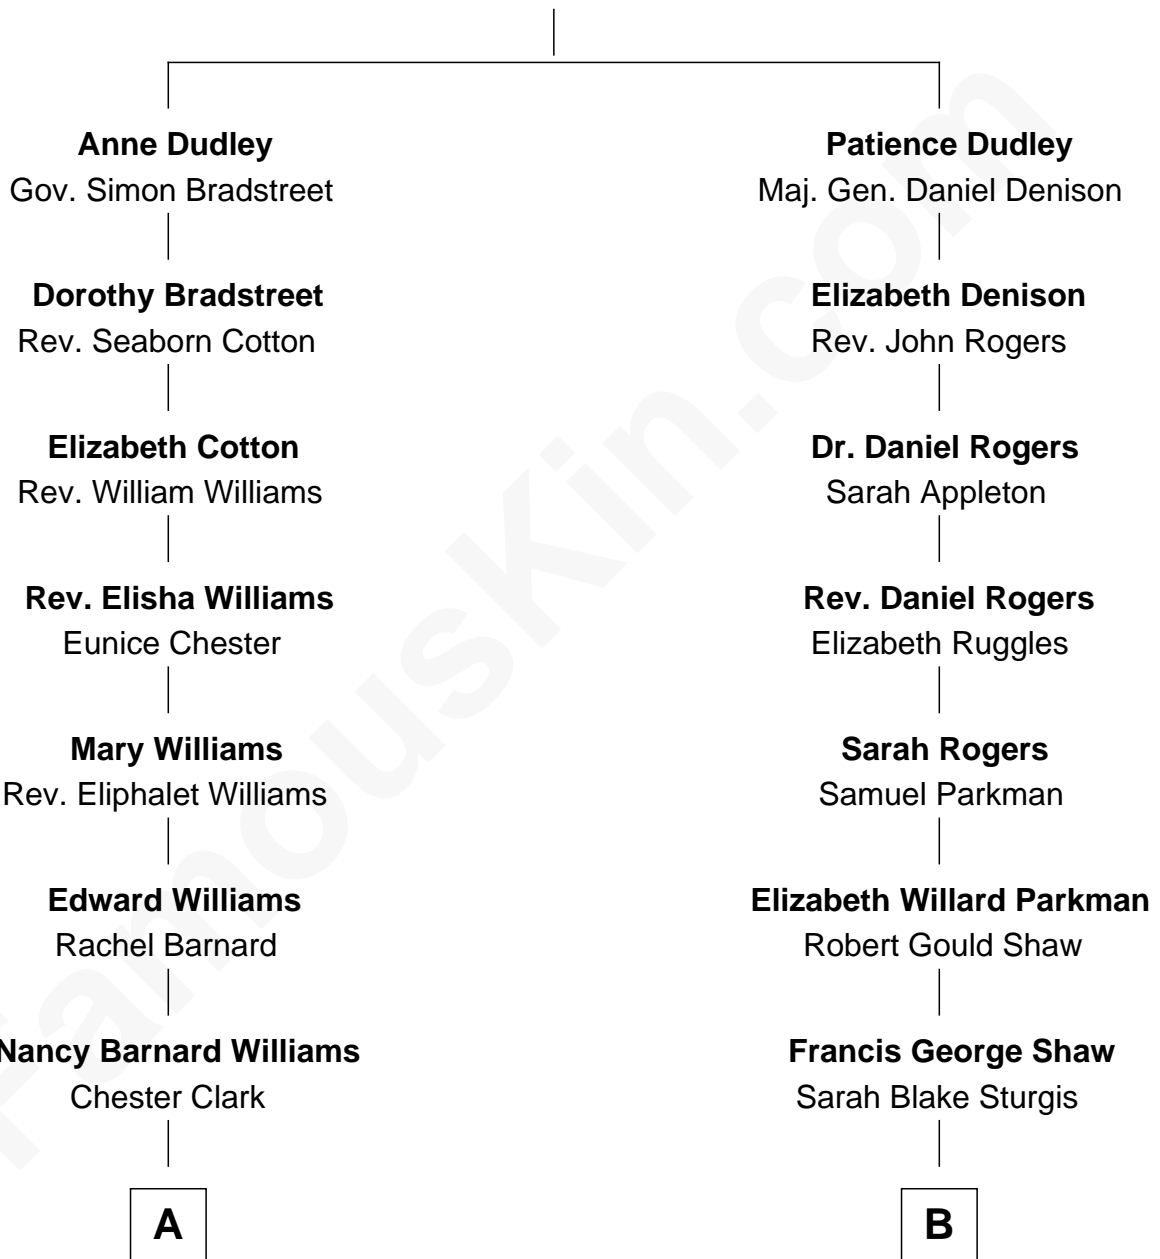 Anne Dudley
Gov. Simon Bradstreet
Dorothy Bradstreet
Rev. Seaborn Cotton
Elizabeth Cotton
Rev. William Williams
Rev. Elisha Williams
Eunice Chester
Mary Williams
Rev. Eliphalet Williams
Edward Williams
Rachel Barnard
Nancy Barnard Williams
Chester Clark
A
Patience Dudley
Maj. Gen. Daniel Denison
Elizabeth Denison
Rev. John Rogers
Dr. Daniel Rogers
Sarah Appleton
Rev. Daniel Rogers
Elizabeth Ruggles
Sarah Rogers
Samuel Parkman
Elizabeth Willard Parkman
Robert Gould Shaw
Francis George Shaw
Sarah Blake Sturgis
B
FamousKin.com